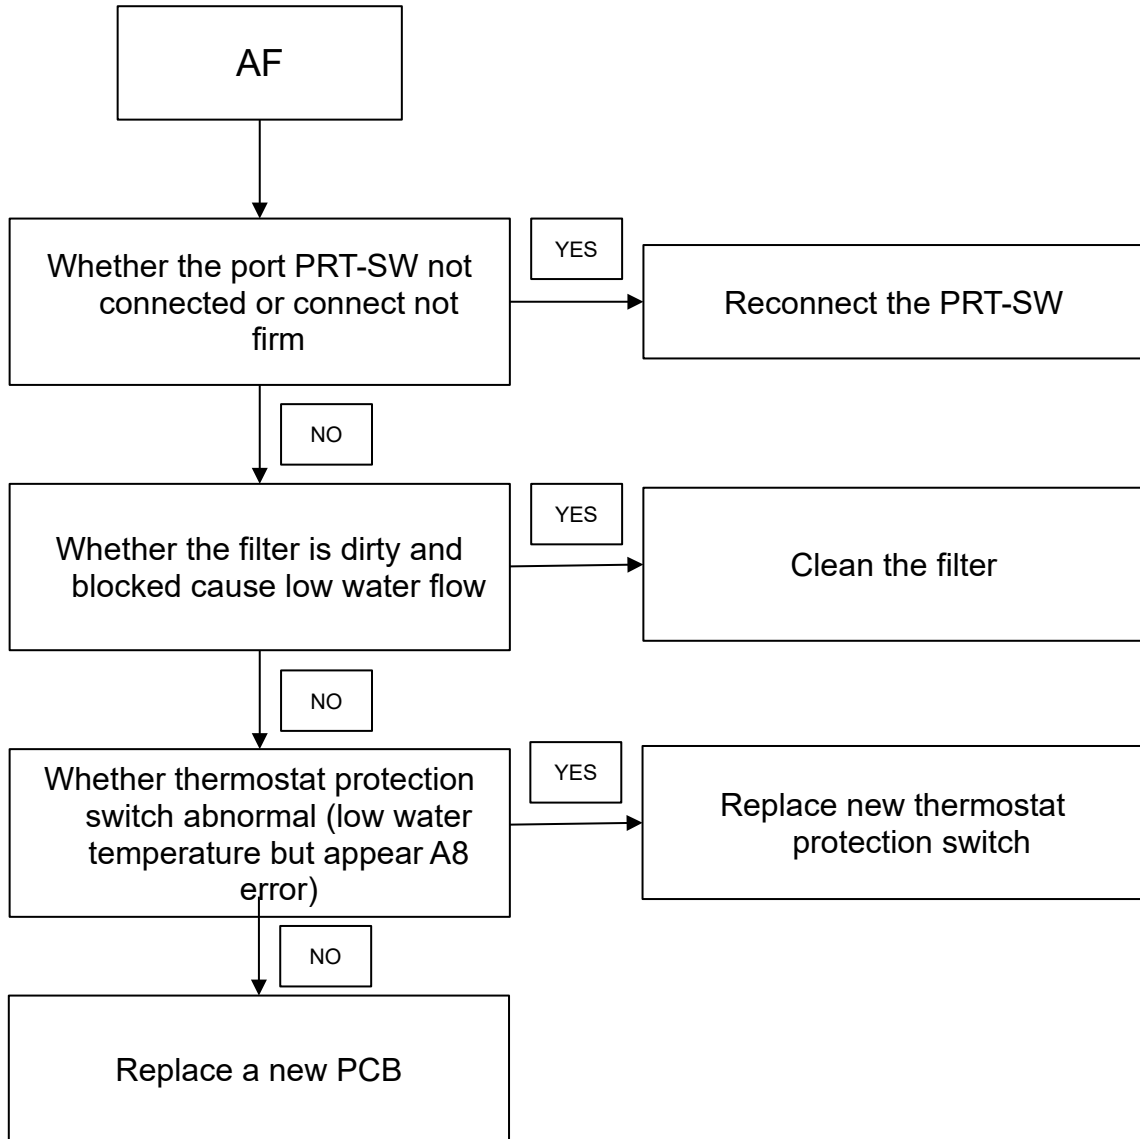 AF
Whether the port PRT-SW not
connected or connect not
firm
YES
Reconnect the PRT-SW
NO
Whether the filter is dirty and
blocked cause low water flow
YES
Clean the filter
NO
Whether thermostat protection
switch abnormal (low water
temperature but appear A8
error)
YES
Replace new thermostat
protection switch
NO
Replace a new PCB